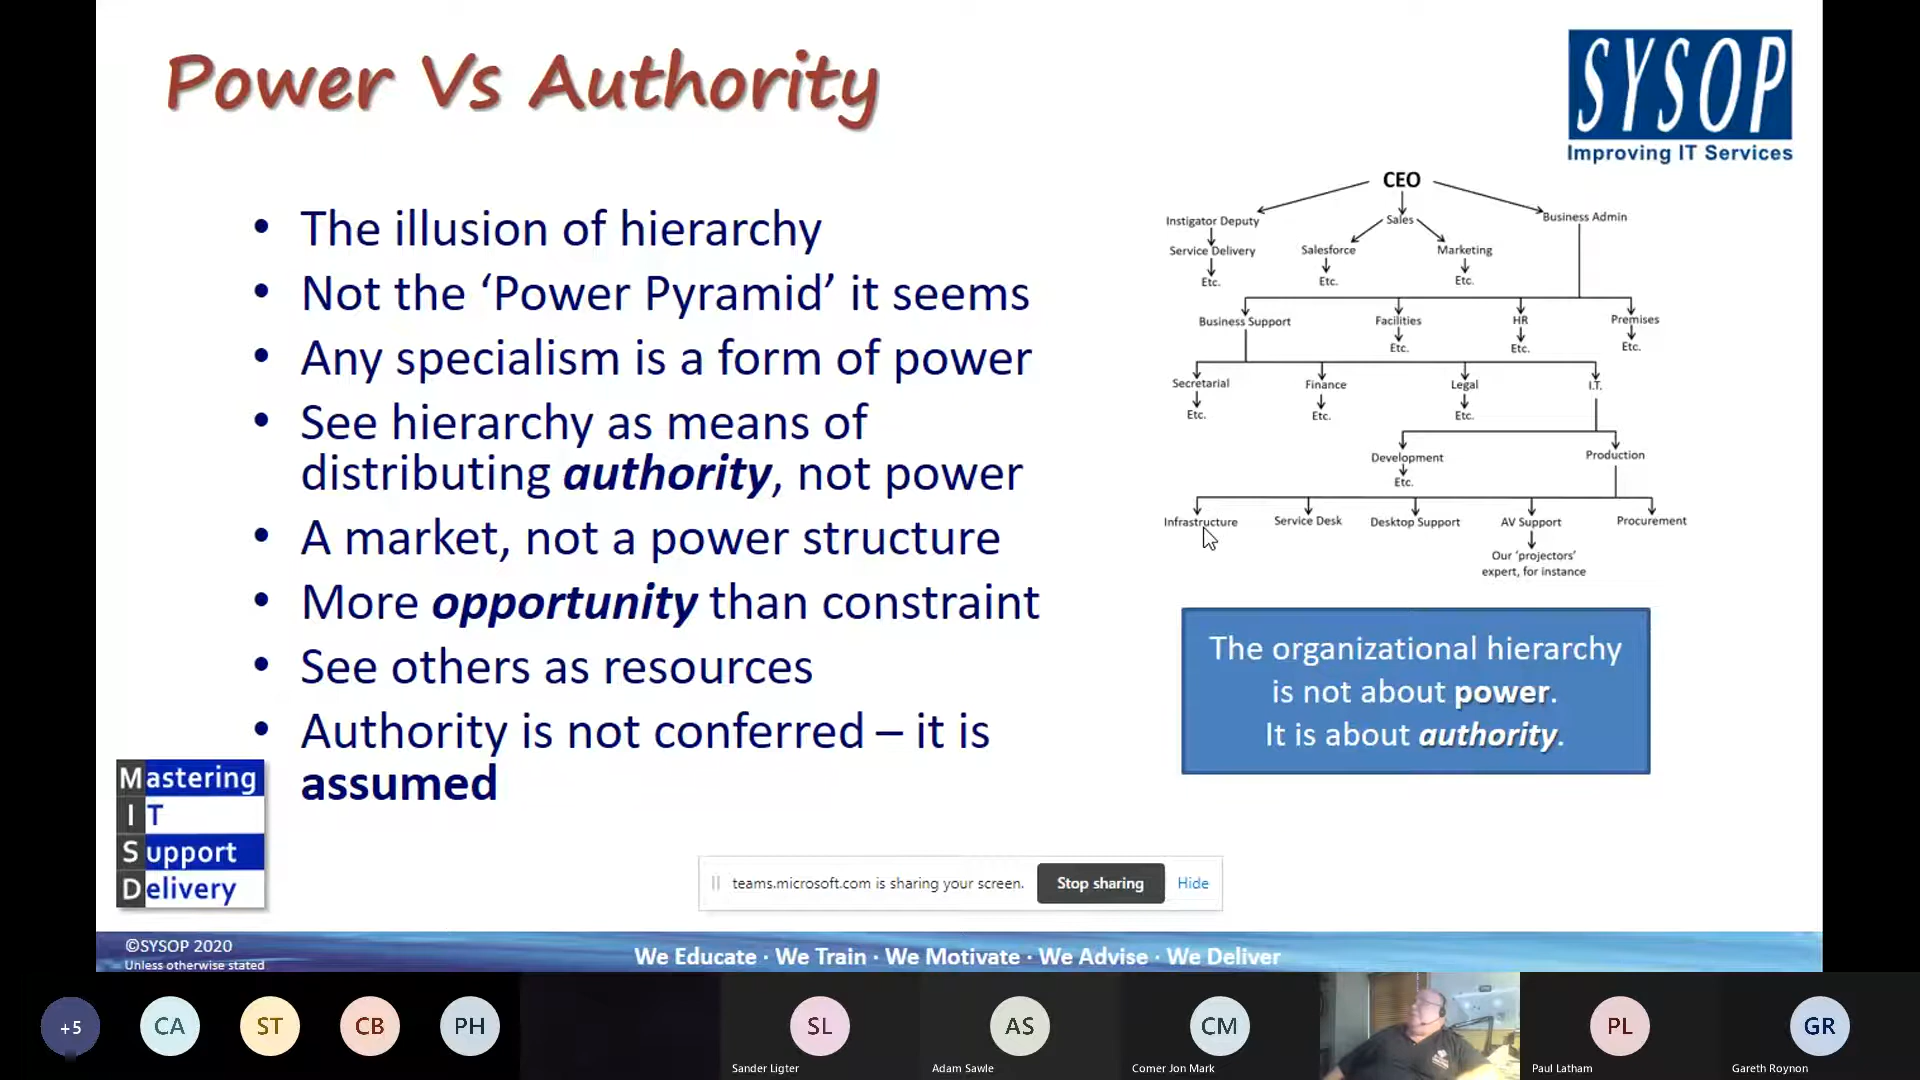 Power Vs Authority
SYSOP
Improving IT Services
• The illusion of hierarchy
• Not the ‘Power Pyramid’ it seems
• Any specialism is a form of power
• See hierarchy as means of
distributing authority, not power
• A market, not a power structure
• More opportunity than constraint
• See others as resources
• Authority is not conferred – it is
assumed
CEO
Instigator Deputy
Sales
Business Admin
Service Delivery
Salesforce
Marketing
Etc.
Etc.
Etc.
Business Support
Facilities
HR
Premises
Etc.
Etc.
Etc.
Secretarial
Finance
Legal
I.T.
Etc.
Etc.
Etc.
Development
Production
Etc.
Infrastructure
Service Desk
Desktop Support
AV Support
Procurement
Our ‘projectors’
expert, for instance
The organizational hierarchy
is not about power.
It is about authority.
Mastering
IT
Support
Delivery
teams.microsoft.com is sharing your screen.
Stop sharing
Hide
©SYSOP 2020
Unless otherwise stated
We Educate · We Train · We Motivate · We Advise · We Deliver
+5
CA
ST
CB
PH
SL
AS
CM
PL
GR
Sander Ligter
Adam Sawle
Comer Jon Mark
Paul Latham
Gareth Roynon